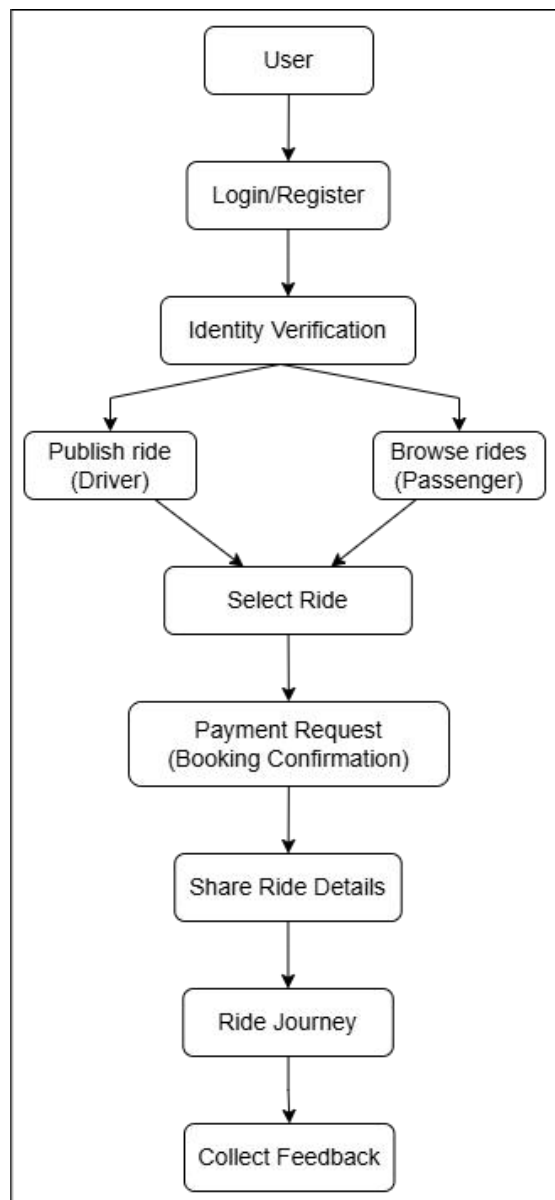 User
Login/Register
Identity Verification
Publish ride
(Driver)
Browse rides
(Passenger)
Select Ride
Payment Request
(Booking Confirmation)
Share Ride Details
Ride Journey
Collect Feedback